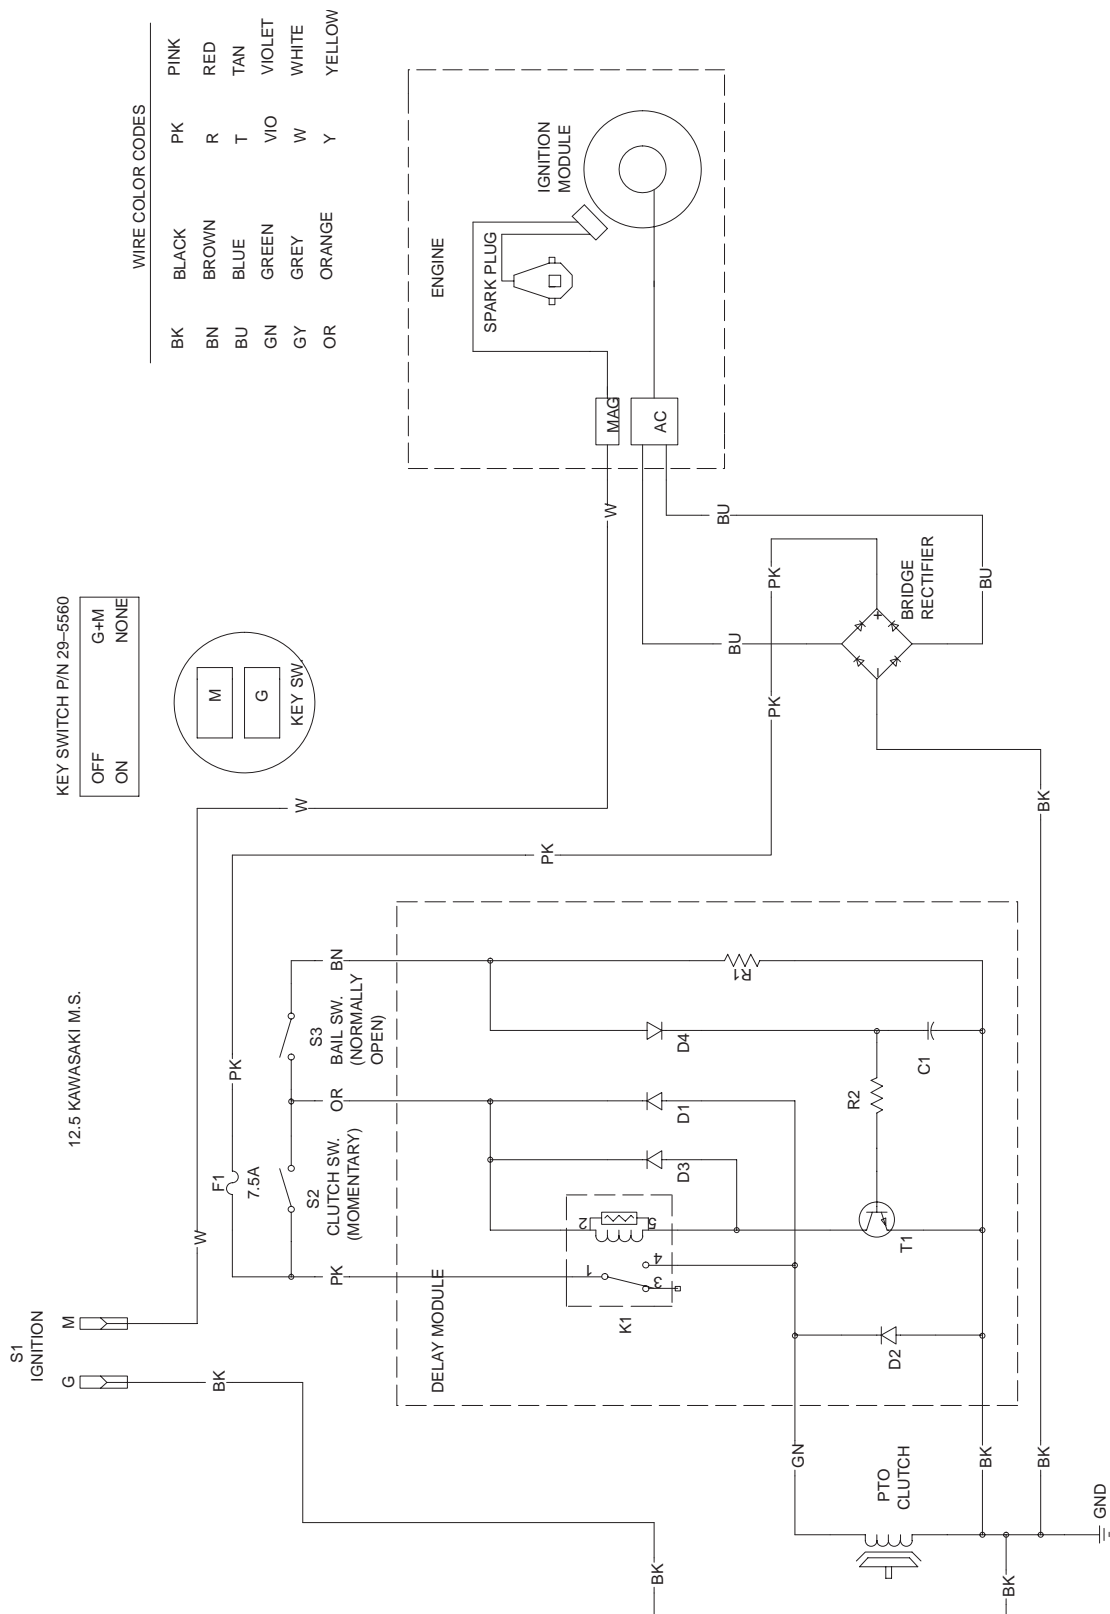 12.5 KAWASAKI M.S.
KEY SWITCH P/N 29–5560
OFF G+M
ON NONE
M
G
KEY SW.
WIRE COLOR CODES
BK BLACK PK PINK
BN BROWN R RED
BU BLUE T TAN
GN GREEN VIO VIOLET
GY GREY W WHITE
OR ORANGE Y YELLOW
S1
IGNITION
G
M
W
W
W
BK
BK
F1
7.5A
PK
PK
PK
PK
PK
S2
CLUTCH SW.
(MOMENTARY)
OR
S3
BAIL SW.
(NORMALLY
OPEN)
BN
DELAY MODULE
K1
1
2
3
4
5
D3
D1
D4
R1
R2
C1
T1
D2
GN
PTO
CLUTCH
BK
BK
BK
BK
GND
BRIDGE
RECTIFIER
+
BU
BU
BU
ENGINE
SPARK PLUG
IGNITION
MODULE
MAG
AC